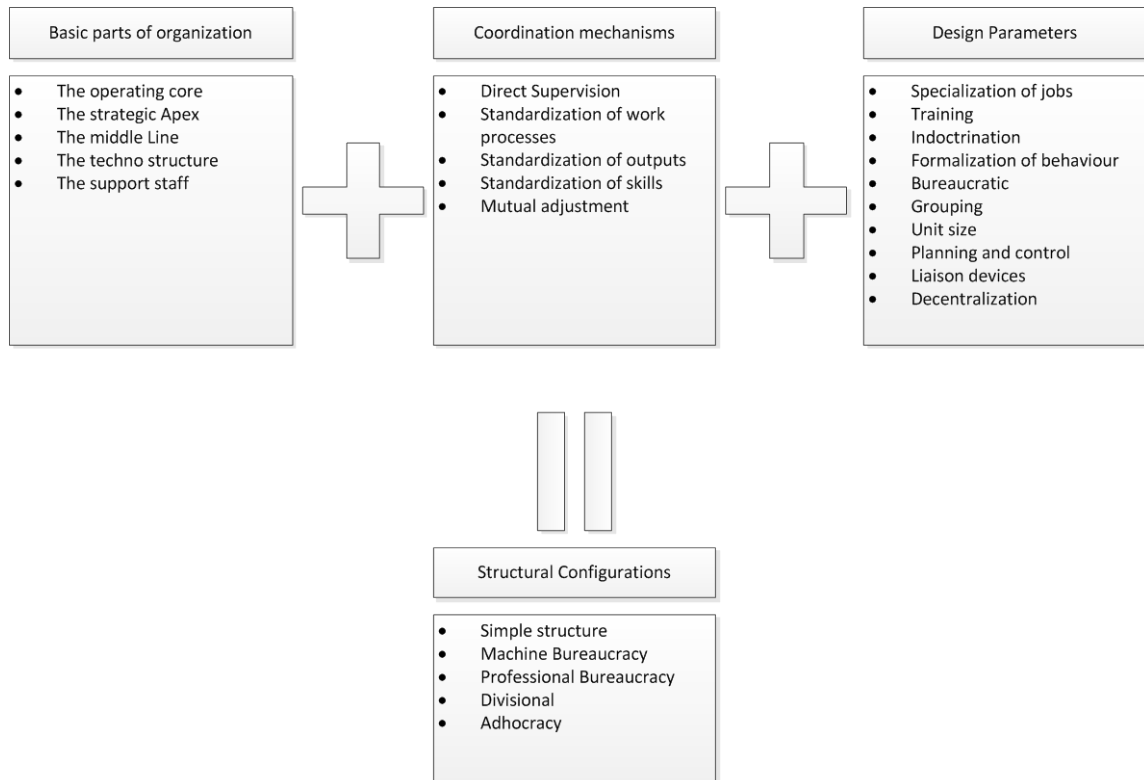 Basic parts of organization
The operating core
The strategic Apex
The middle Line
The techno structure
The support staff
Coordination mechanisms
Direct Supervision
Standardization of work
processes
Standardization of outputs
Standardization of skills
Mutual adjustment
Design Parameters
Specialization of jobs
Training
Indoctrination
Formalization of behaviour
Bureaucratic
Grouping
Unit size
Planning and control
Liaison devices
Decentralization
Structural Configurations
Simple structure
Machine Bureaucracy
Professional Bureaucracy
Divisional
Adhocracy